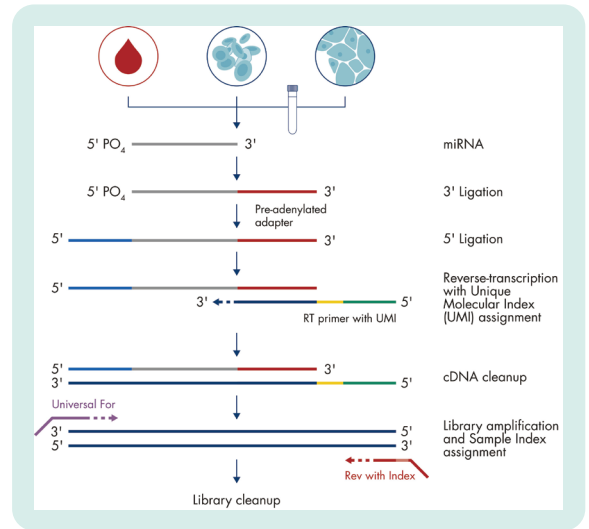 5' PO4 3' miRNA
5' PO4 3' 3' Ligation
Pre-adenylated
adapter
5' 3' 5' Ligation
5'
3' 5'
RT primer with UMI
Reverse-transcription
with Unique
Molecular Index
(UMI) assignment
5' 3'
3' 5'
cDNA cleanup
Universal For
3' 5'
5' 3'
Library amplification
and Sample Index
assignment
Rev with Index
Library cleanup